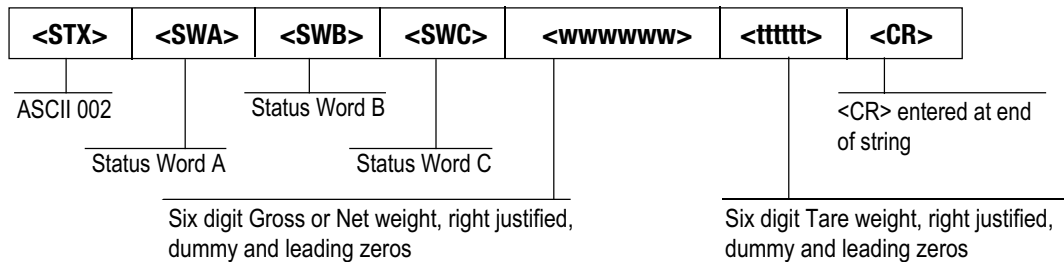 <STX> <SWA> <SWB> <SWC> <wwwwww> <tttttt> <CR>
ASCII 002
Status Word A
Status Word B
Status Word C
Six digit Gross or Net weight, right justified,
dummy and leading zeros
Six digit Tare weight, right justified,
dummy and leading zeros
<CR> entered at end
of string